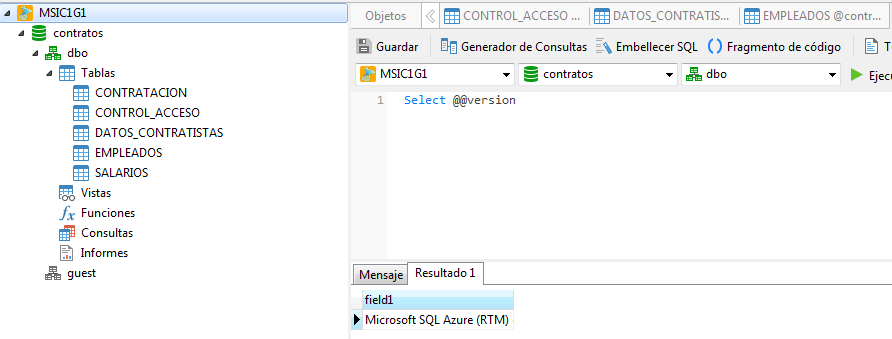 MSIC1G1
contratos
dbo
Tablas
CONTRATACION
CONTROL_ACCESO
DATOS_CONTRATISTAS
EMPLEADOS
SALARIOS
Vistas
Funciones
Consultas
Informes
guest
Objetos CONTROL_ACCESO ... DATOS_CONTRATIS... EMPLEADOS @contr...
Guardar Generador de Consultas Embellecer SQL Fragmento de código
MSIC1G1 contratos dbo Ejecu
1 Select @@version
Mensaje Resultado 1
field1
Microsoft SQL Azure (RTM)